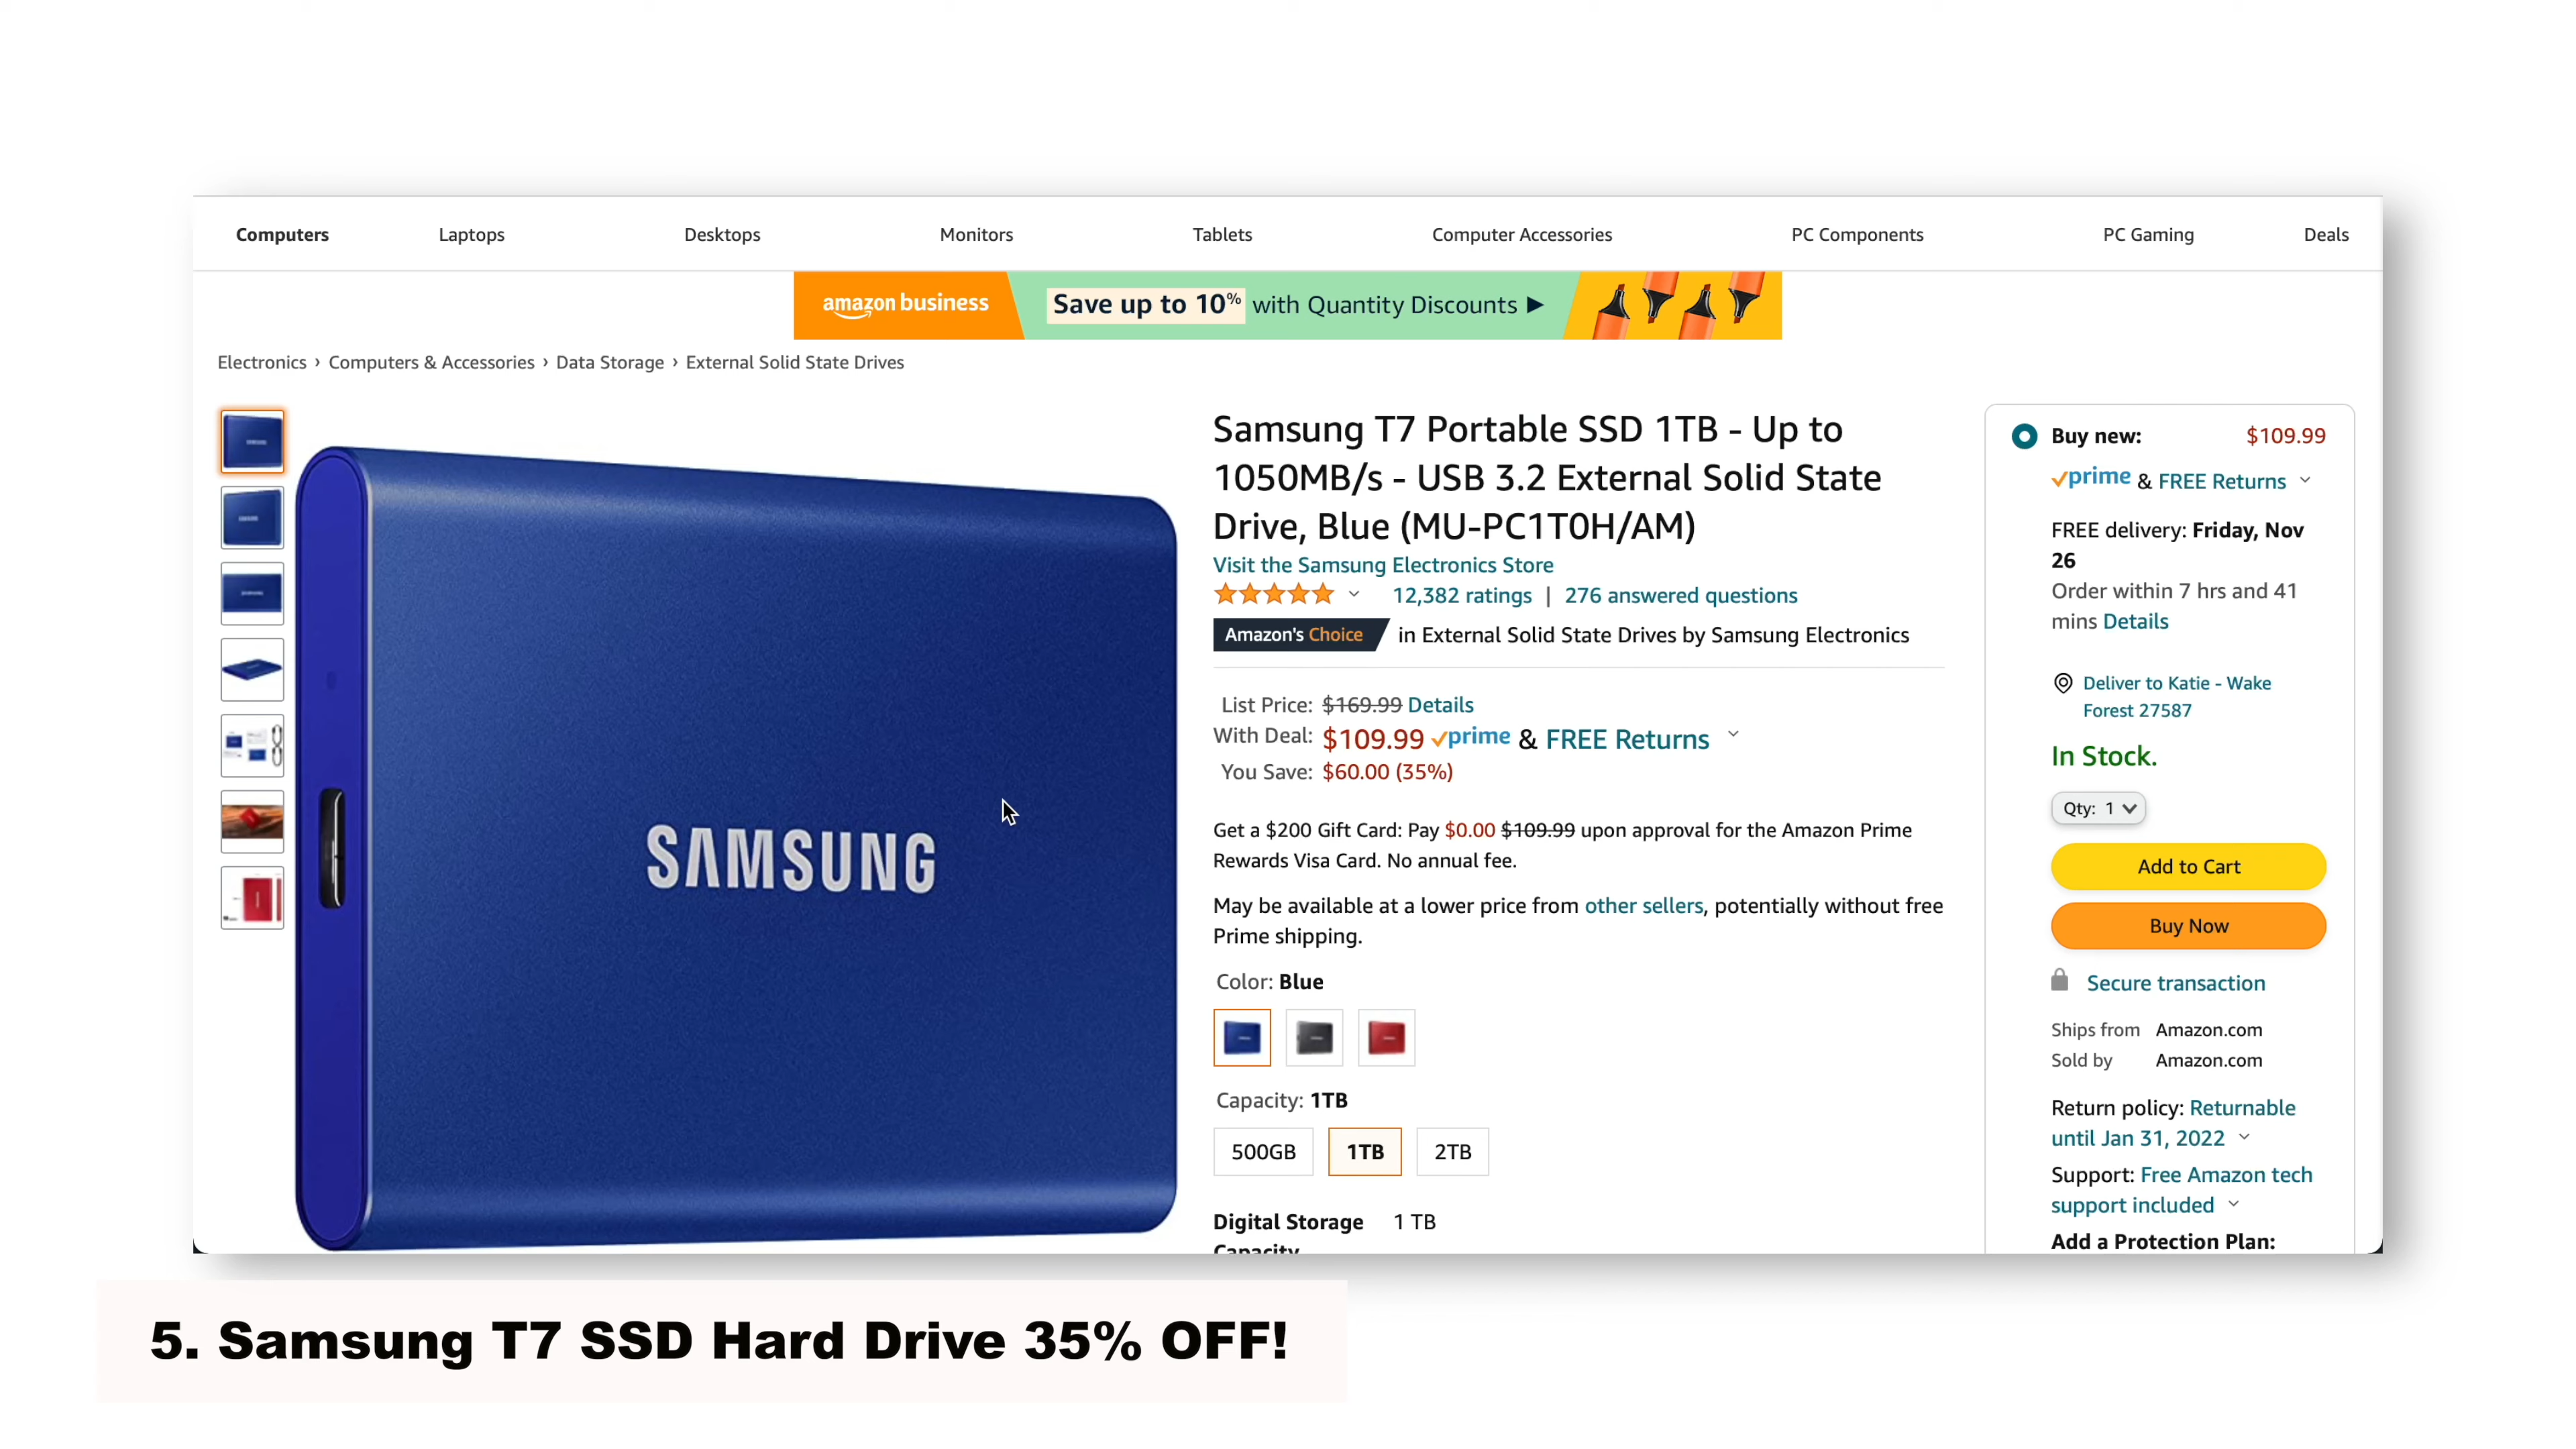 Computers
Laptops
Desktops
Monitors
Tablets
Computer Accessories
PC Components
PC Gaming
Deals
amazon business
Save up to 10% with Quantity Discounts ►
Electronics › Computers & Accessories › Data Storage › External Solid State Drives
SAMSUNG
Samsung T7 Portable SSD 1TB - Up to
1050MB/s - USB 3.2 External Solid State
Drive, Blue (MU-PC1T0H/AM)
Visit the Samsung Electronics Store
12,382 ratings | 276 answered questions
Amazon's Choice in External Solid State Drives by Samsung Electronics
List Price: $169.99 Details
With Deal: $109.99 prime & FREE Returns
You Save: $60.00 (35%)
Get a $200 Gift Card: Pay $0.00 $109.99 upon approval for the Amazon Prime
Rewards Visa Card. No annual fee.
May be available at a lower price from other sellers, potentially without free
Prime shipping.
Color: Blue
Capacity: 1TB
500GB
1TB
2TB
Digital Storage 1 TB
Capacity
Buy new: $109.99
prime & FREE Returns
FREE delivery: Friday, Nov
26
Order within 7 hrs and 41
mins Details
Deliver to Katie - Wake
Forest 27587
In Stock.
Qty: 1
Add to Cart
Buy Now
Secure transaction
Ships from Amazon.com
Sold by Amazon.com
Return policy: Returnable
until Jan 31, 2022
Support: Free Amazon tech
support included
Add a Protection Plan:
5. Samsung T7 SSD Hard Drive 35% OFF!